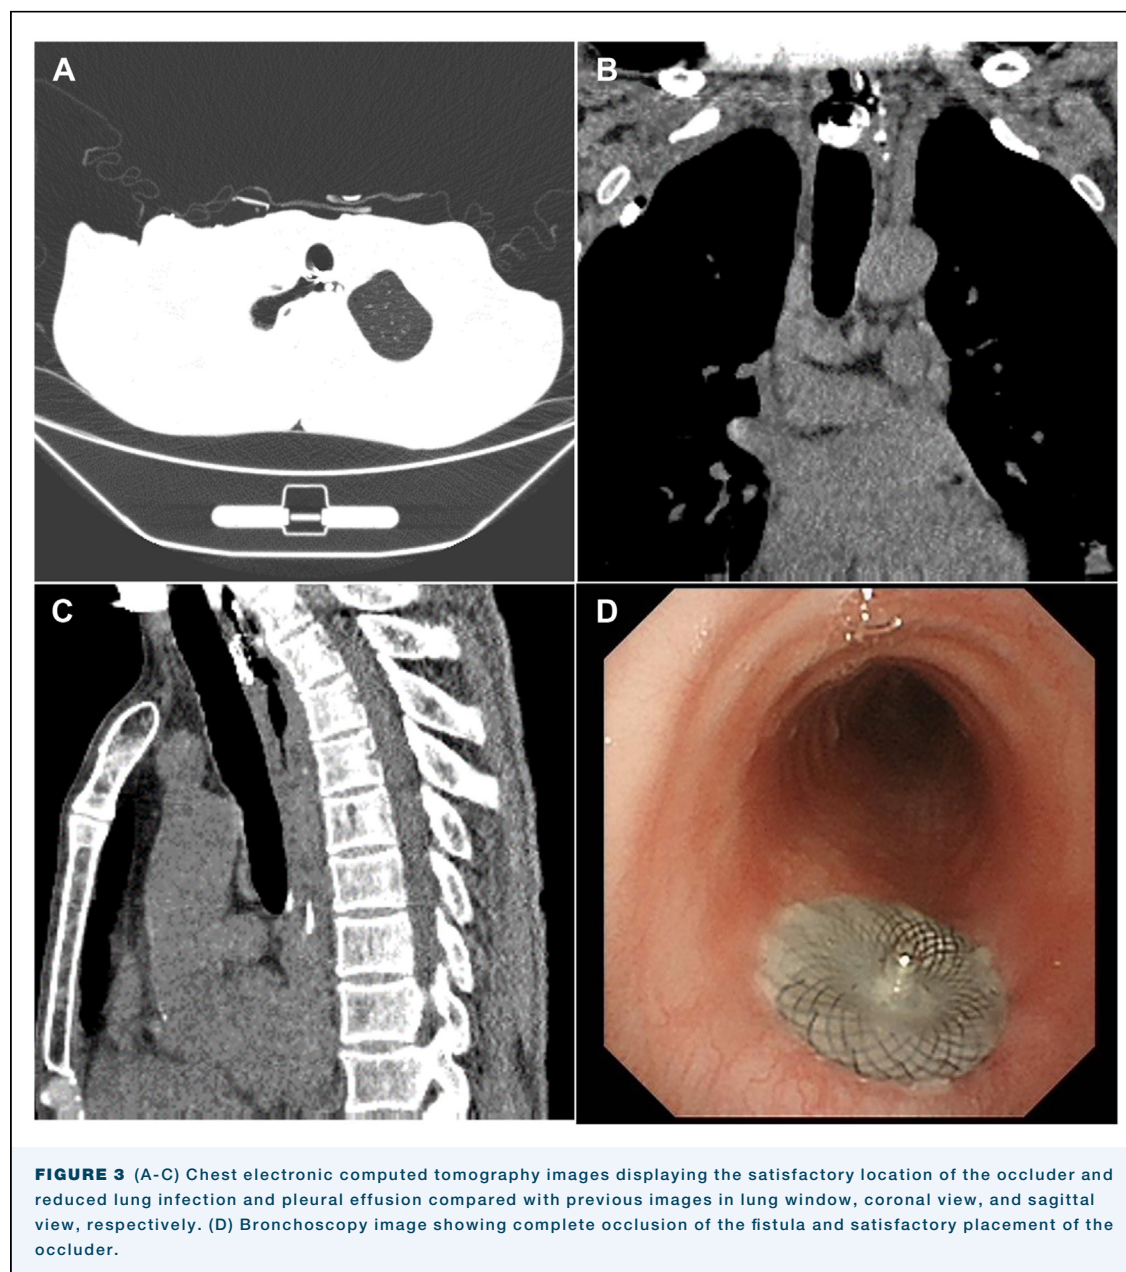 A
B
C
D
FIGURE 3 (A-C) Chest electronic computed tomography images displaying the satisfactory location of the occluder and
reduced lung infection and pleural effusion compared with previous images in lung window, coronal view, and sagittal
view, respectively. (D) Bronchoscopy image showing complete occlusion of the fistula and satisfactory placement of the
occluder.